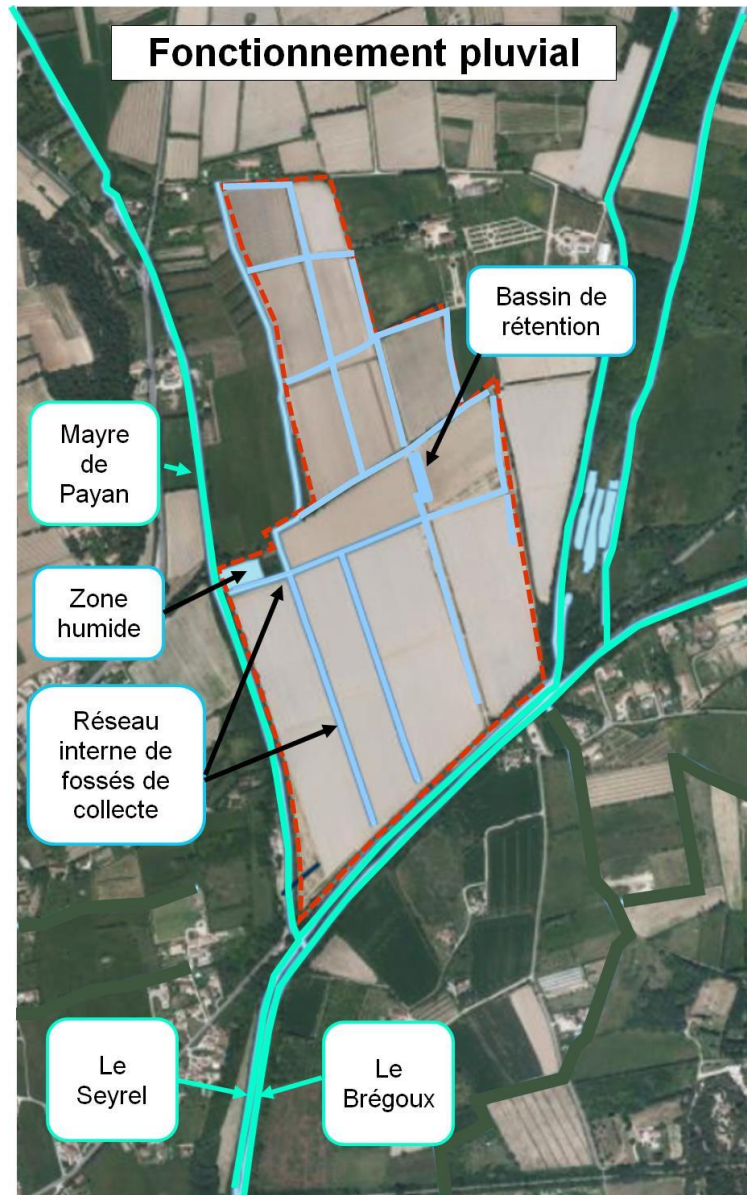 Fonctionnement pluvial
Bassin de
rétention
Mayre
de
Payan
Zone
humide
Réseau
interne de
fossés de
collecte
Le
Seyrel
Le
Brégoux